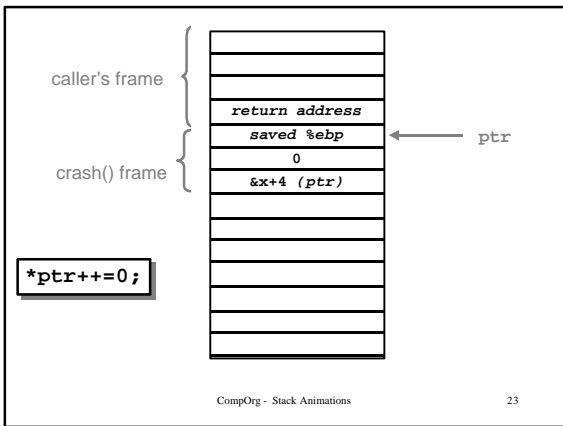 caller's frame
return address
saved %ebp
ptr
0
crash() frame
&x+4 (ptr)
*ptr++=0;
CompOrg - Stack Animations
23